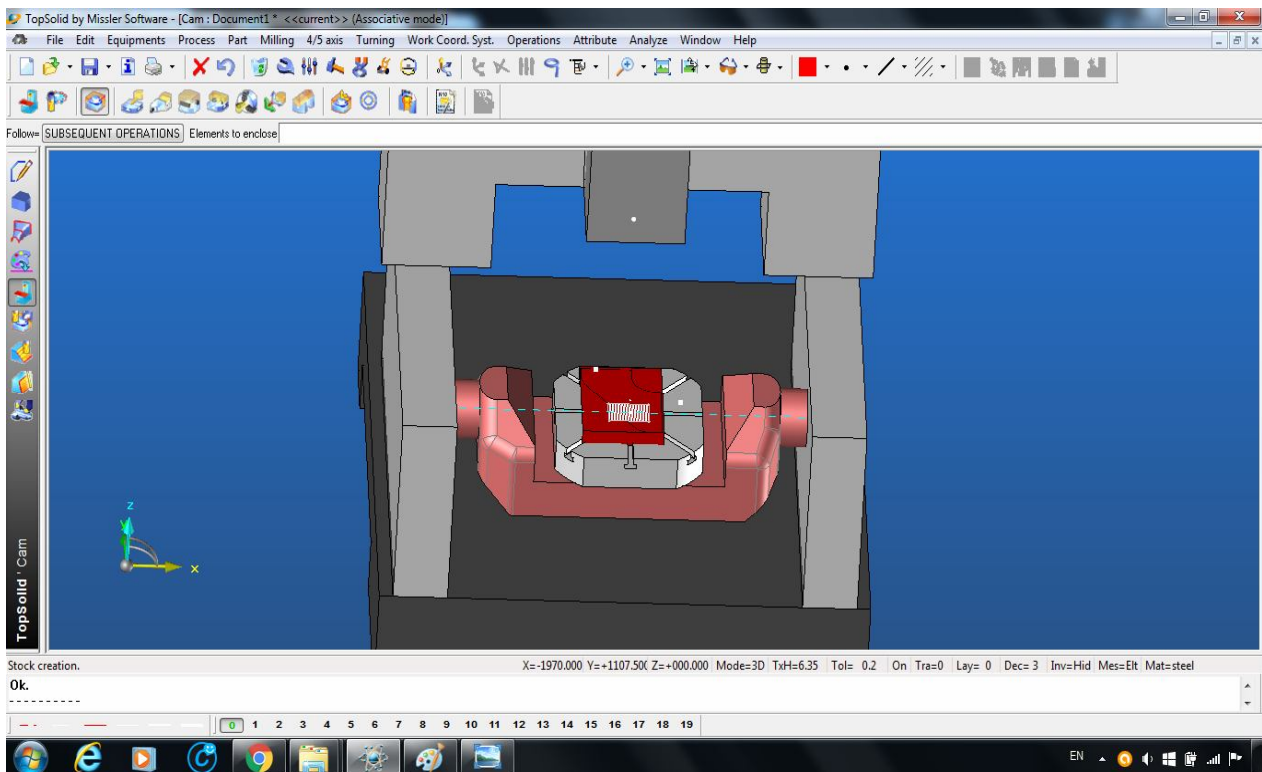 TopSolid by Missler Software - [Cam : Document1 * <<current>> (Associative mode)]
File Edit Equipments Process Part Milling 4/5 axis Turning Work Coord. Syst. Operations Attribute Analyze Window Help
Follow= SUBSEQUENT OPERATIONS Elements to enclose
z
x
TopSolid'Cam
Stock creation. X=-1970.000 Y=+1107.50( Z=+000.000 Mode=3D TxH=6.35 Tol= 0.2 On Tra=0 Lay= 0 Dec= 3 Inv=Hid Mes=Elt Mat=steel
Ok.
----------
0 1 2 3 4 5 6 7 8 9 10 11 12 13 14 15 16 17 18 19
EN